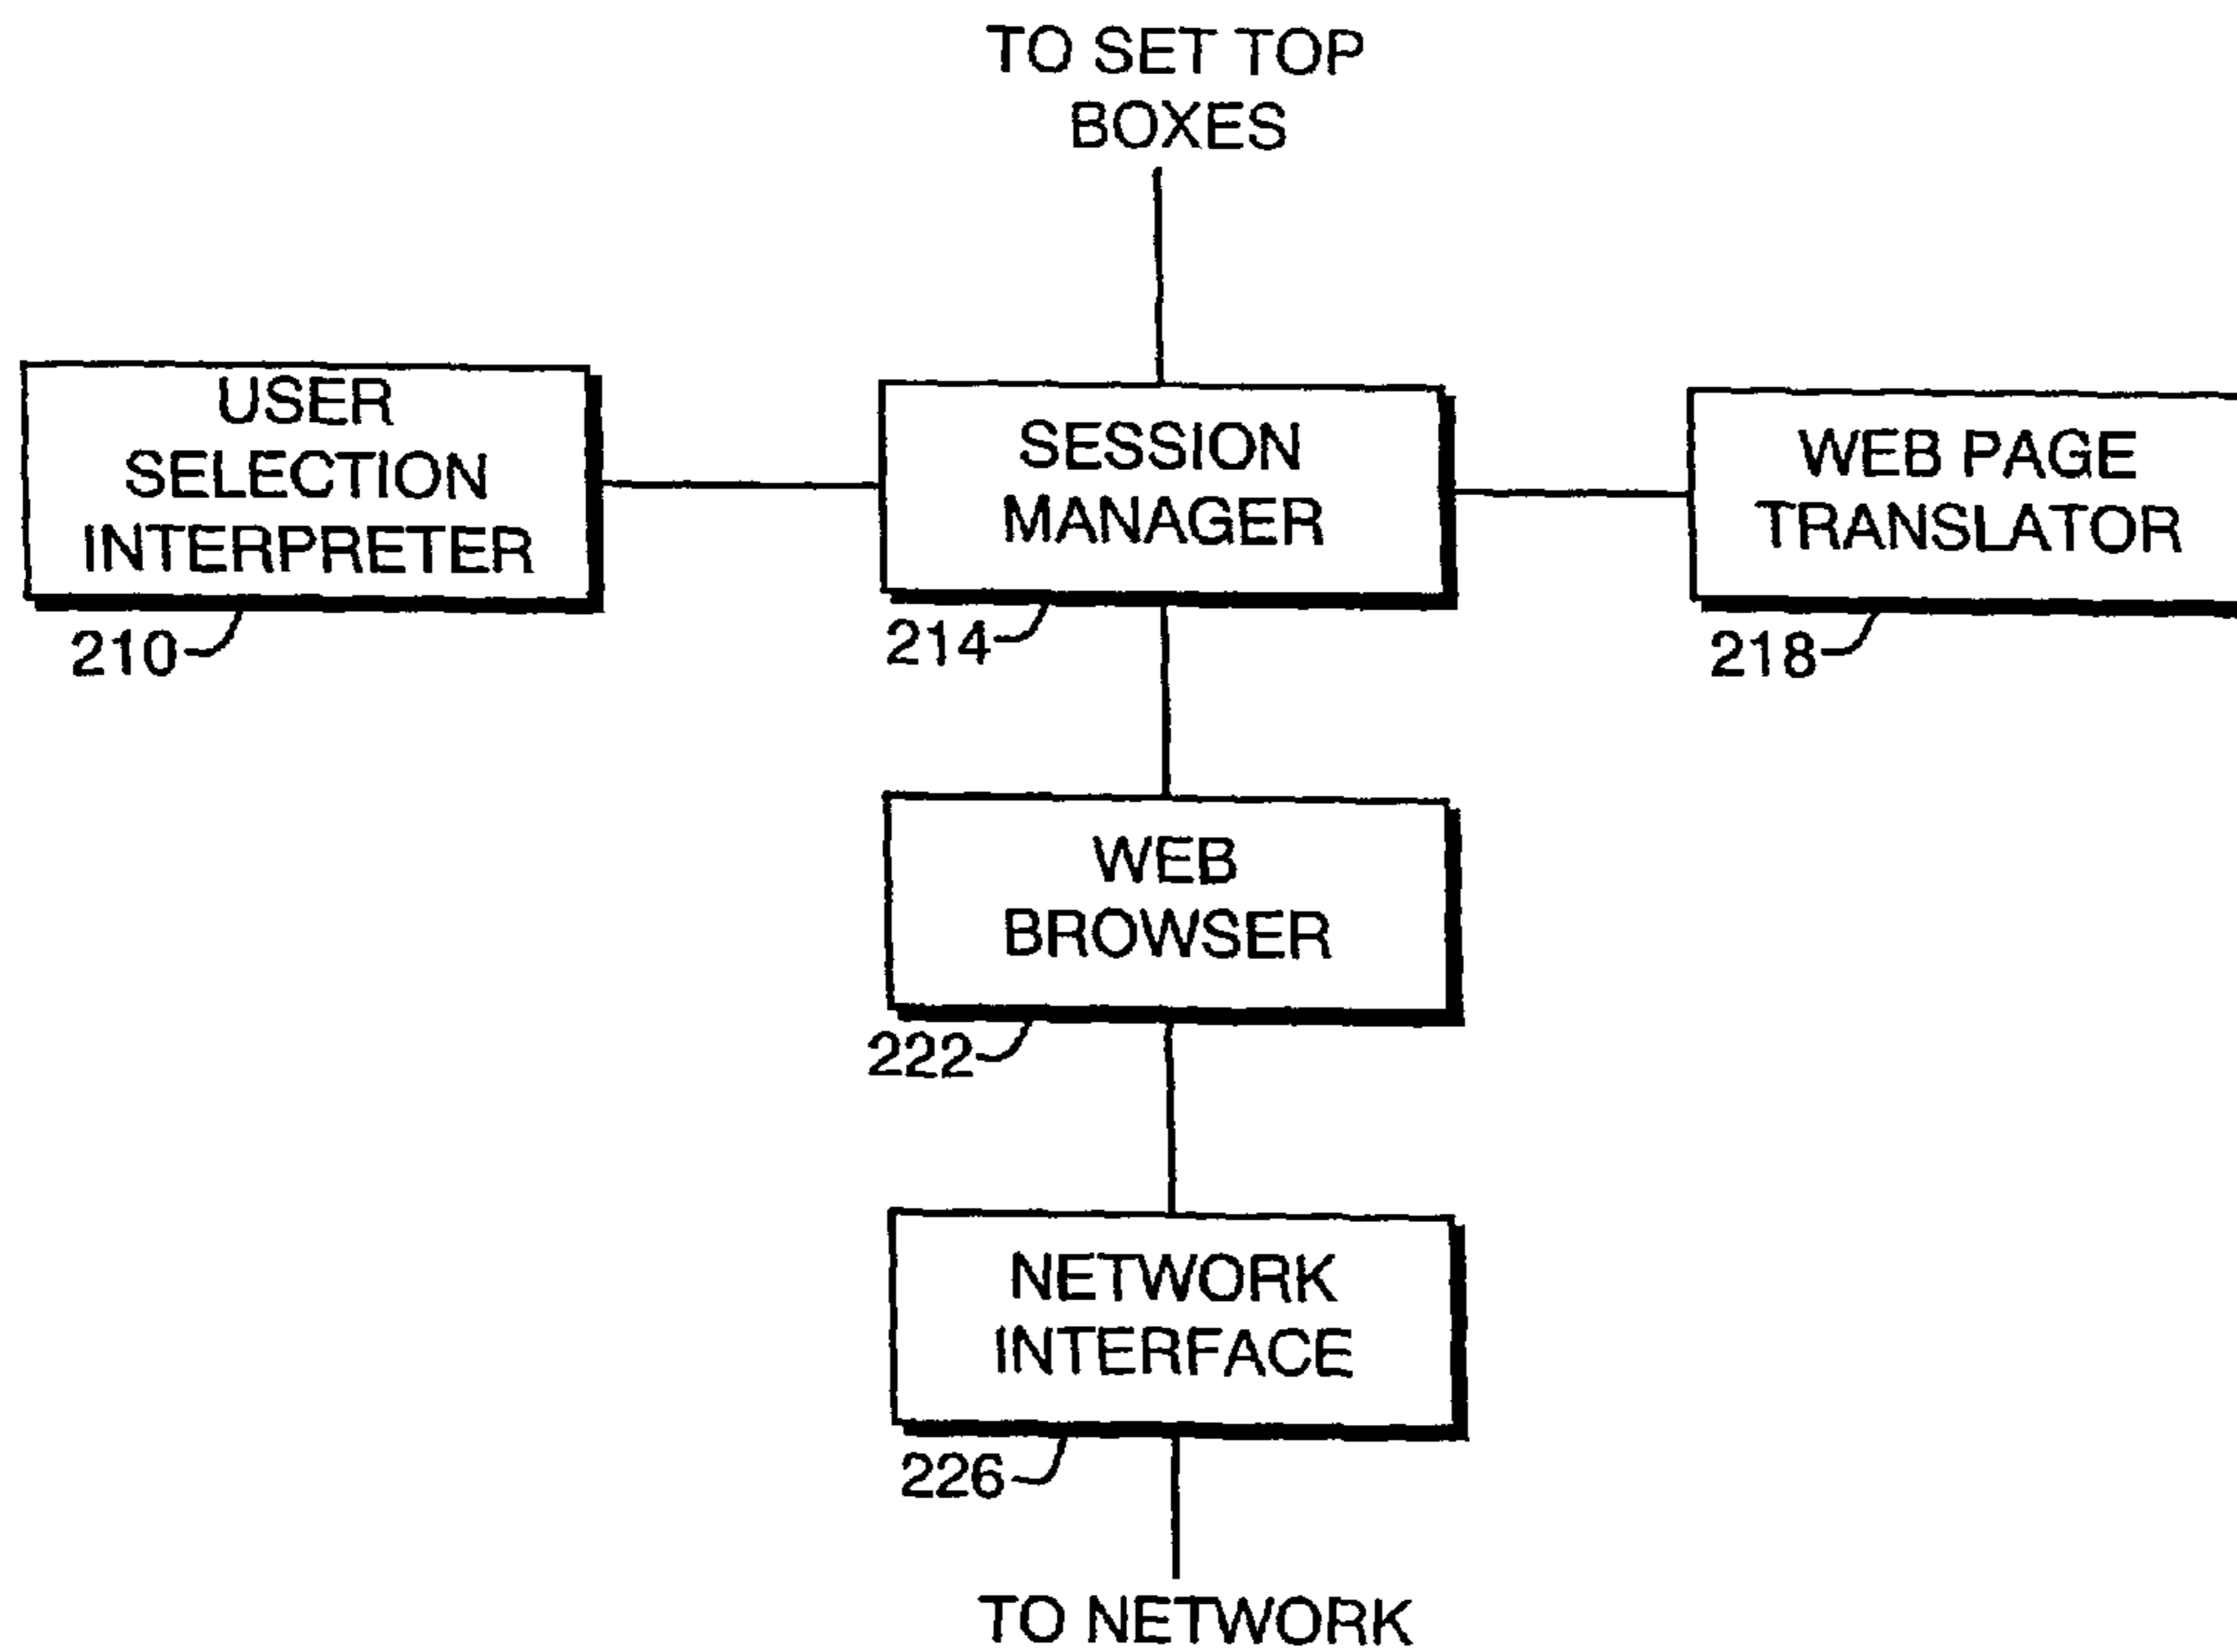 TO SET TOP
BOXES
USER
SELECTION
INTERPRETER
210
SESSION
MANAGER
214
WEB PAGE
TRANSLATOR
218
WEB
BROWSER
222
NETWORK
INTERFACE
226
TO NETWORK